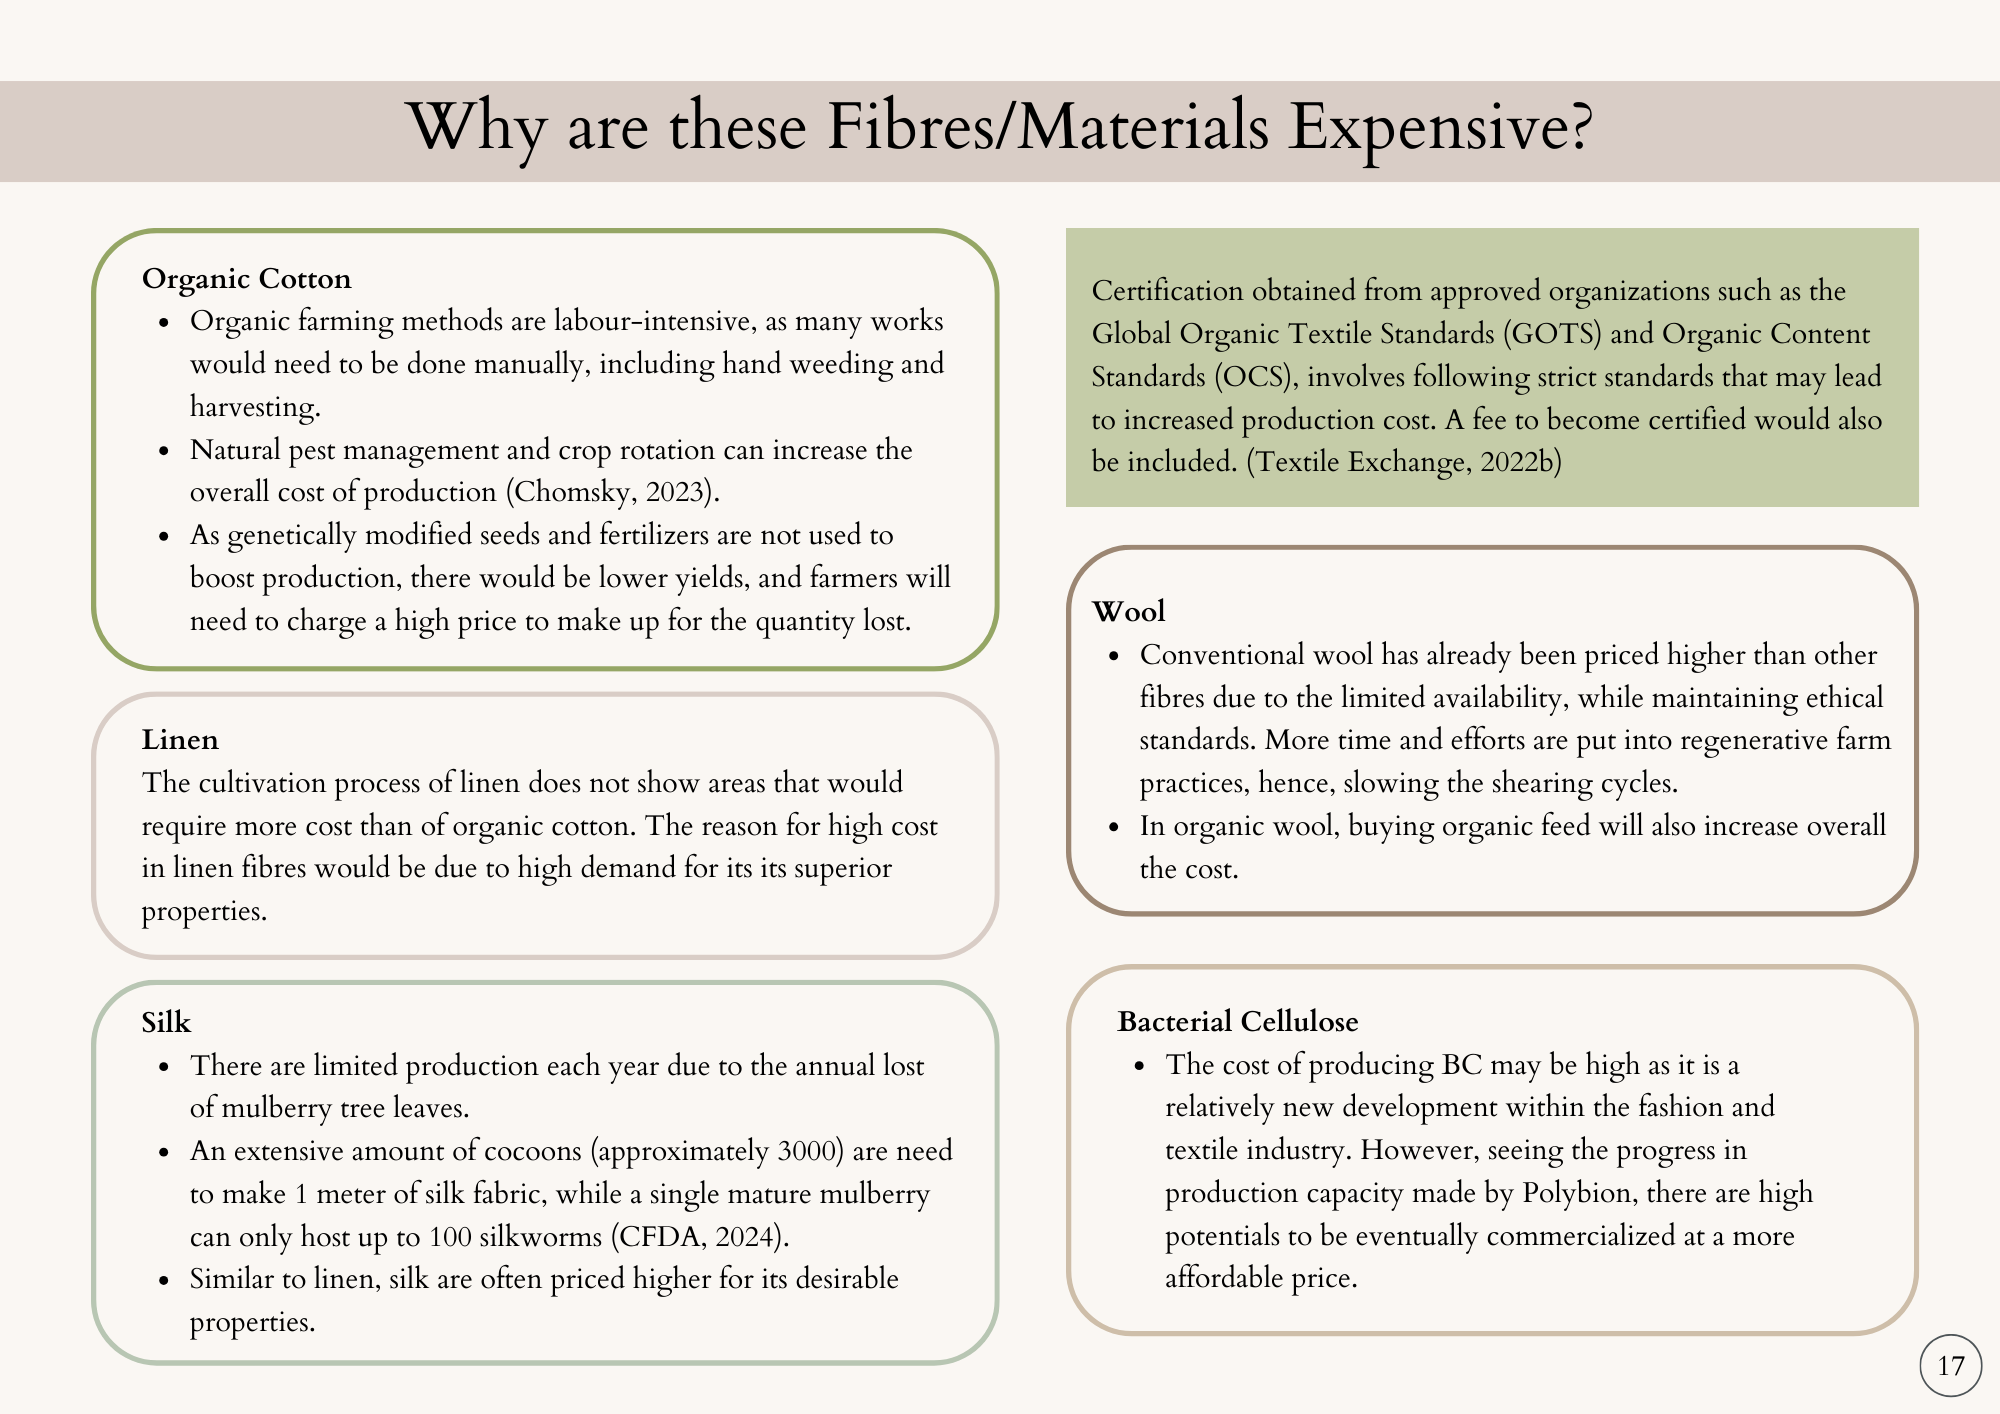 Why are these Fibres/Materials Expensive?
Organic Cotton
• Organic farming methods are labour-intensive, as many works
would need to be done manually, including hand weeding and
harvesting.
• Natural pest management and crop rotation can increase the
overall cost of production (Chomsky, 2023).
• As genetically modified seeds and fertilizers are not used to
boost production, there would be lower yields, and farmers will
need to charge a high price to make up for the quantity lost.
Linen
The cultivation process of linen does not show areas that would
require more cost than of organic cotton. The reason for high cost
in linen fibres would be due to high demand for its its superior
properties.
Silk
• There are limited production each year due to the annual lost
of mulberry tree leaves.
• An extensive amount of cocoons (approximately 3000) are need
to make 1 meter of silk fabric, while a single mature mulberry
can only host up to 100 silkworms (CFDA, 2024).
• Similar to linen, silk are often priced higher for its desirable
properties.
Certification obtained from approved organizations such as the
Global Organic Textile Standards (GOTS) and Organic Content
Standards (OCS), involves following strict standards that may lead
to increased production cost. A fee to become certified would also
be included. (Textile Exchange, 2022b)
Wool
• Conventional wool has already been priced higher than other
fibres due to the limited availability, while maintaining ethical
standards. More time and efforts are put into regenerative farm
practices, hence, slowing the shearing cycles.
• In organic wool, buying organic feed will also increase overall
the cost.
Bacterial Cellulose
• The cost of producing BC may be high as it is a
relatively new development within the fashion and
textile industry. However, seeing the progress in
production capacity made by Polybion, there are high
potentials to be eventually commercialized at a more
affordable price.
17